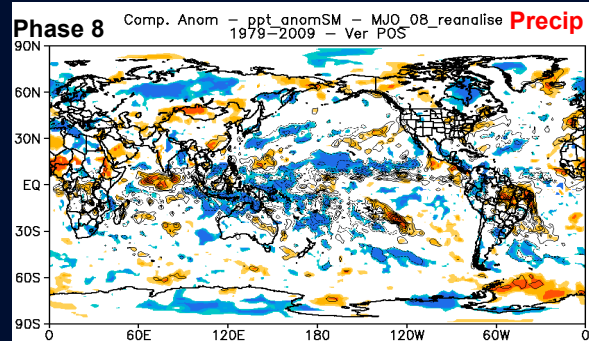 Phase 8
Comp. Anom – ppt_anomSM – MJO_08_reanalise
Precip
1979–2009 – Ver POS
90N
60N
30N
EQ
30S
60S
90S
0 60E 120E 180 120W 60W 0